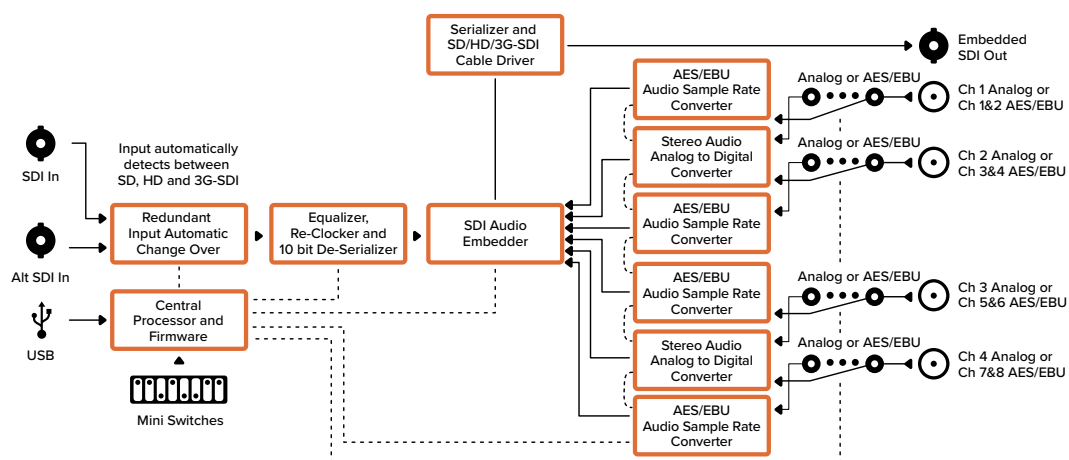 Serializer and
SD/HD/3G-SDI
Cable Driver
Embedded
SDI Out
AES/EBU
Audio Sample Rate
Converter
Analog or AES/EBU
Ch 1 Analog or
Ch 1&2 AES/EBU
SDI In
Input automatically
detects between
SD, HD and 3G-SDI
Stereo Audio
Analog to Digital
Converter
Analog or AES/EBU
Ch 2 Analog or
Ch 3&4 AES/EBU
Alt SDI In
Redundant
Input Automatic
Change Over
Equalizer,
Re-Clocker and
10 bit De-Serializer
SDI Audio
Embedder
AES/EBU
Audio Sample Rate
Converter
USB
Central
Processor and
Firmware
AES/EBU
Audio Sample Rate
Converter
Analog or AES/EBU
Ch 3 Analog or
Ch 5&6 AES/EBU
Stereo Audio
Analog to Digital
Converter
Analog or AES/EBU
Ch 4 Analog or
Ch 7&8 AES/EBU
Mini Switches
AES/EBU
Audio Sample Rate
Converter